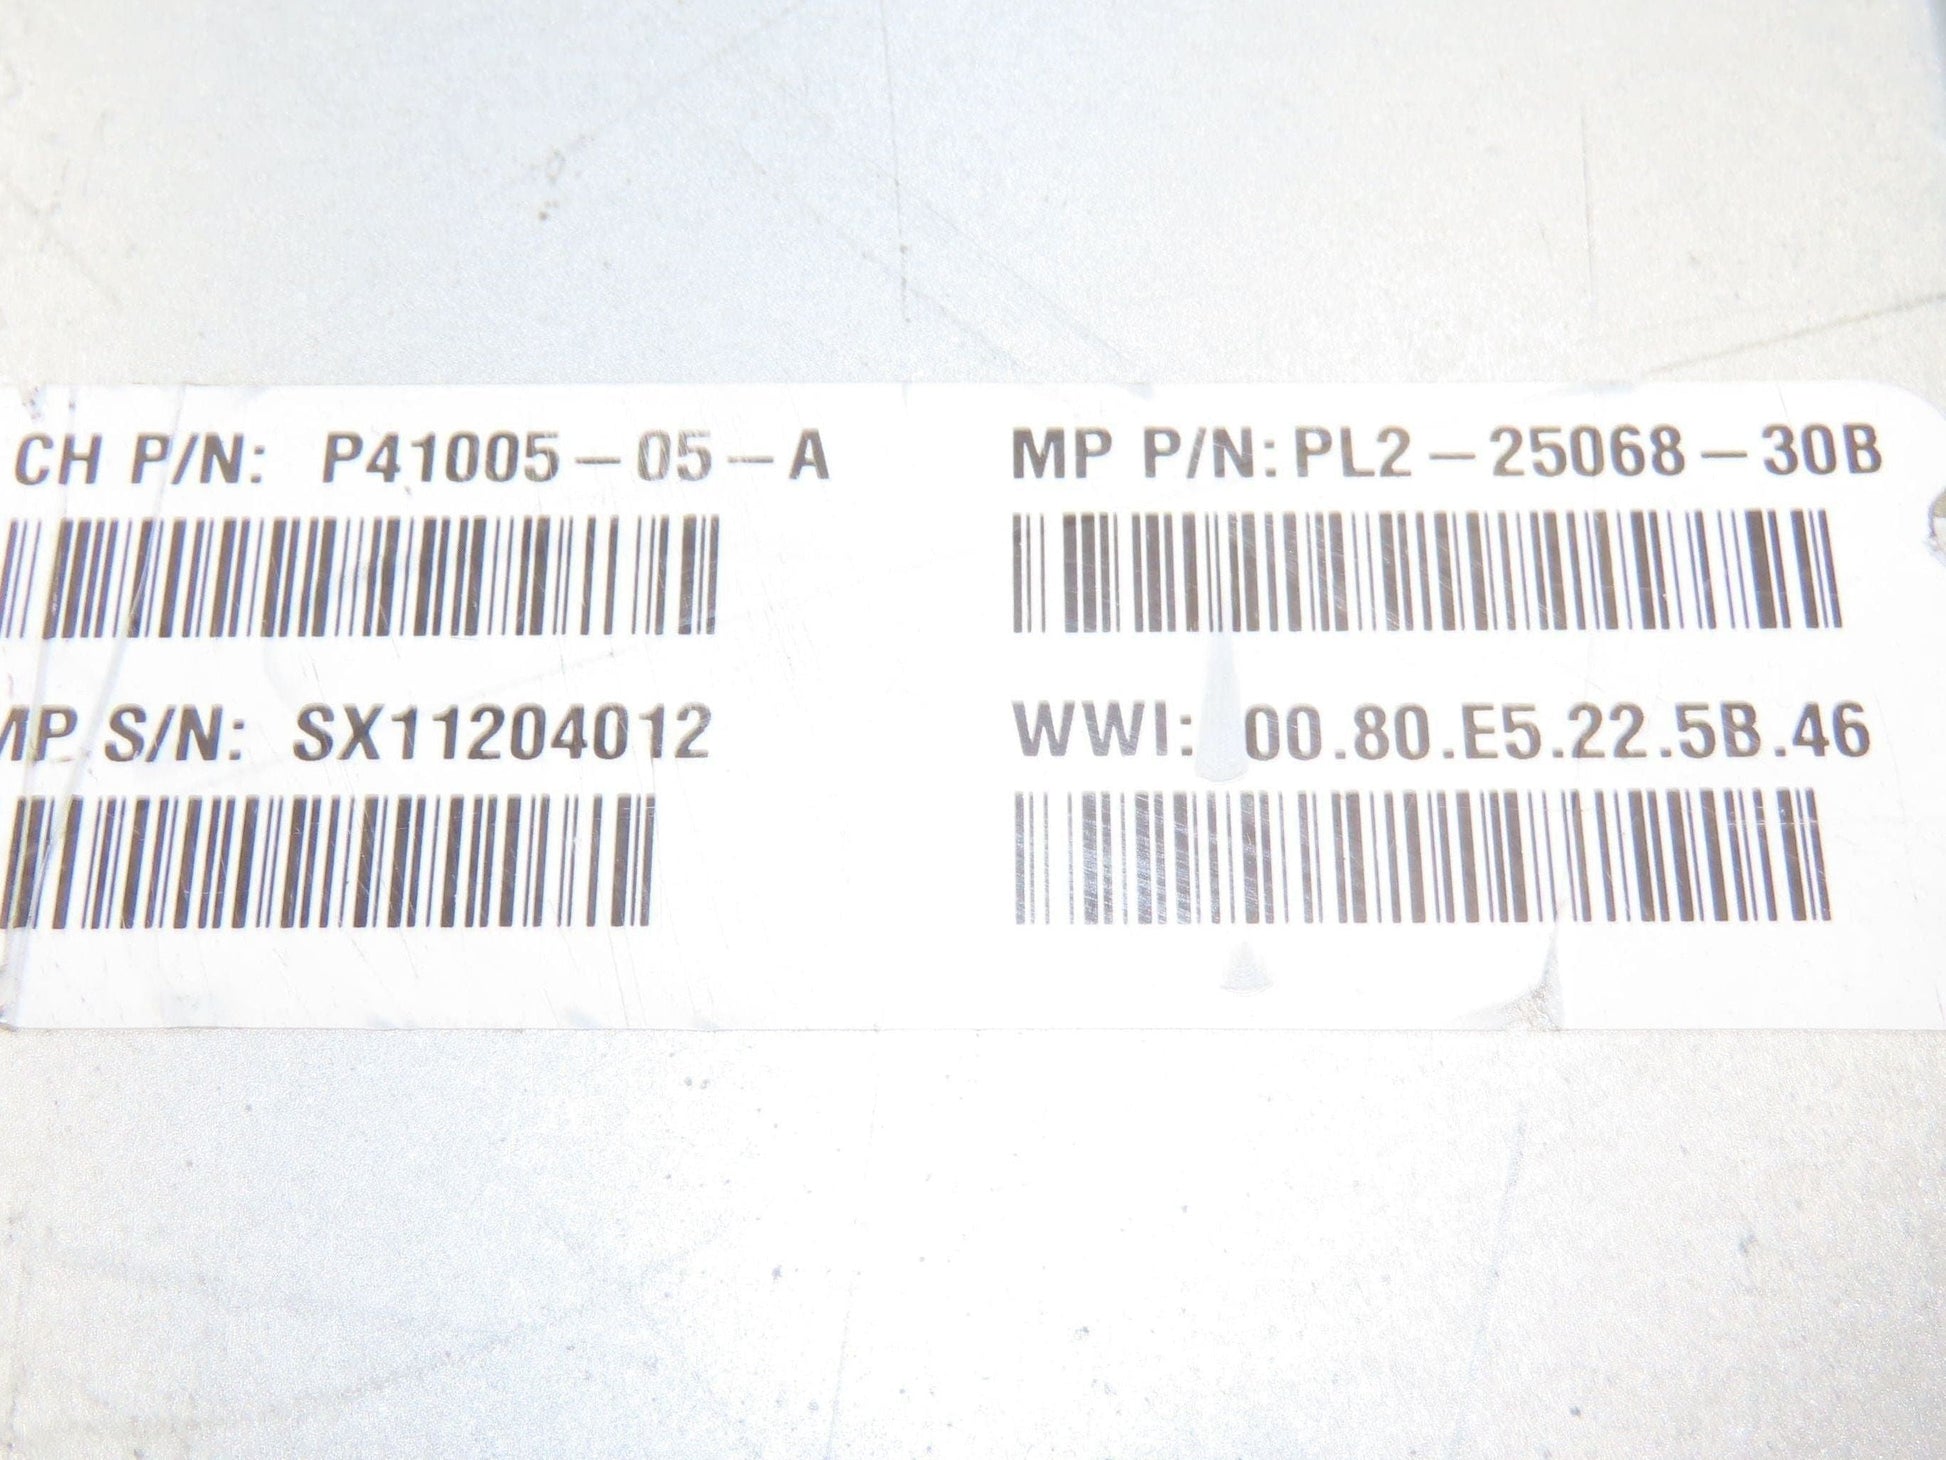 CH P/N: P41005-05-A
MP P/N: PL2-25068-30B
MP S/N: SX11204012
WWI: 00.80.E5.22.5B.46